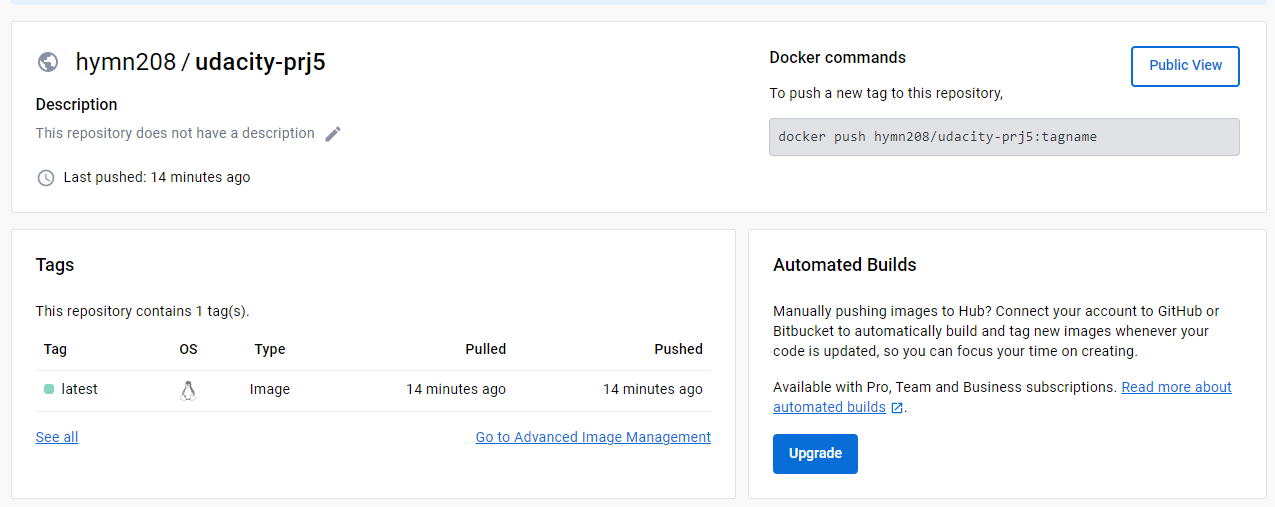 hymn208 / udacity-prj5
Description
This repository does not have a description
Last pushed: 14 minutes ago
Docker commands
Public View
To push a new tag to this repository,
docker push hymn208/udacity-prj5:tagname
Tags
This repository contains 1 tag(s).
Tag OS Type Pulled Pushed
latest Image 14 minutes ago 14 minutes ago
See all Go to Advanced Image Management
Automated Builds
Manually pushing images to Hub? Connect your account to GitHub or
Bitbucket to automatically build and tag new images whenever your
code is updated, so you can focus your time on creating.
Available with Pro, Team and Business subscriptions. Read more about
automated builds .
Upgrade